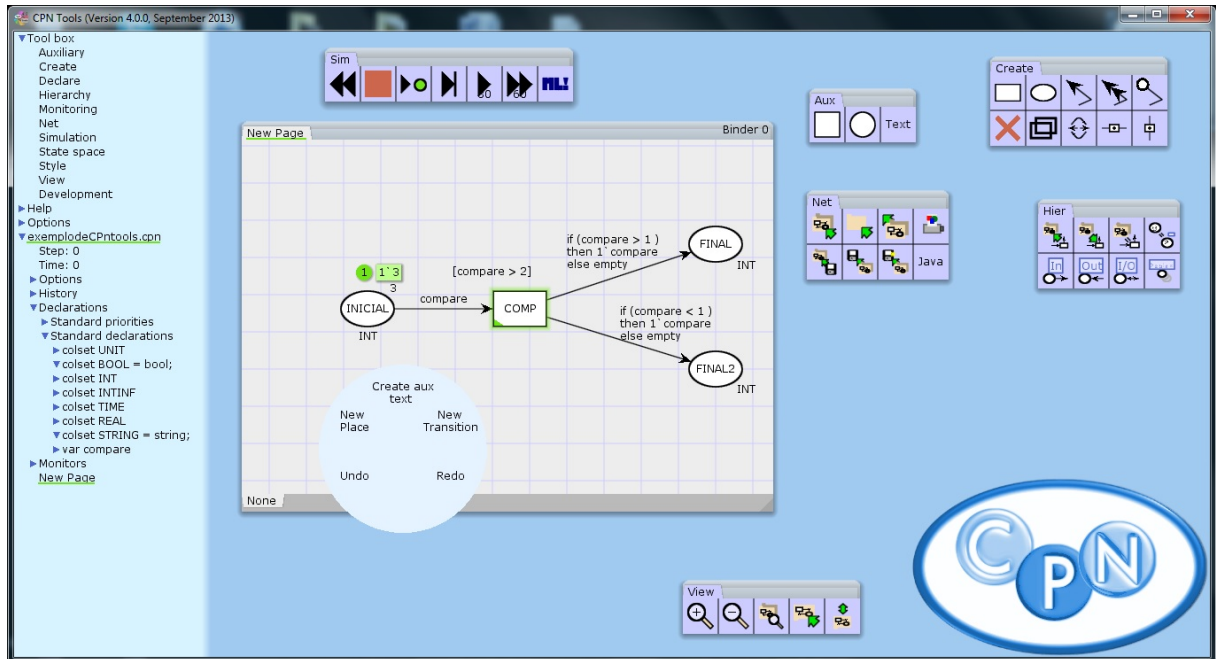 CPN Tools (Version 4.0.0, September 2013)
Tool box
Auxiliary
Create
Declare
Hierarchy
Monitoring
Net
Simulation
State space
Style
View
Development
Help
Options
exemplodeCPntools.cpn
Step: 0
Time: 0
Options
History
Declarations
Standard priorities
Standard declarations
colset UNIT
colset BOOL = bool;
colset INT
colset INTINF
colset TIME
colset REAL
colset STRING = string;
var compare
Monitors
New Page
Sim
50
60
ML!
New Page
Binder 0
if (compare > 1 )
then 1`compare
else empty
FINAL
INT
1
1`3
3
[compare > 2]
INICIAL
compare
COMP
INT
if (compare < 1 )
then 1`compare
else empty
FINAL2
INT
Create aux
text
New
Place
New
Transition
Undo
Redo
None
Aux
Text
Create
Net
Java
Hier
In
Out
I/O
View
CPN